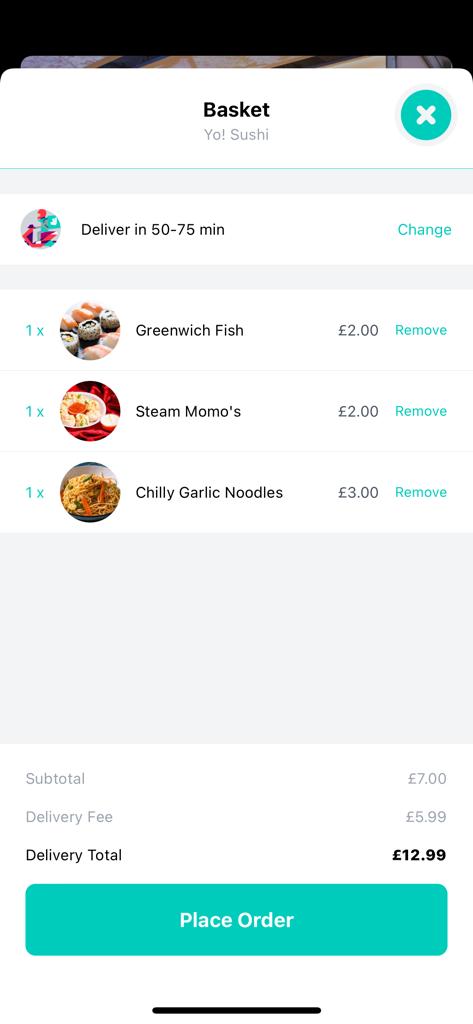 Basket
Yo! Sushi
Deliver in 50-75 min Change
1 x Greenwich Fish £2.00 Remove
1 x Steam Momo's £2.00 Remove
1 x Chilly Garlic Noodles £3.00 Remove
Subtotal £7.00
Delivery Fee £5.99
Delivery Total £12.99
Place Order